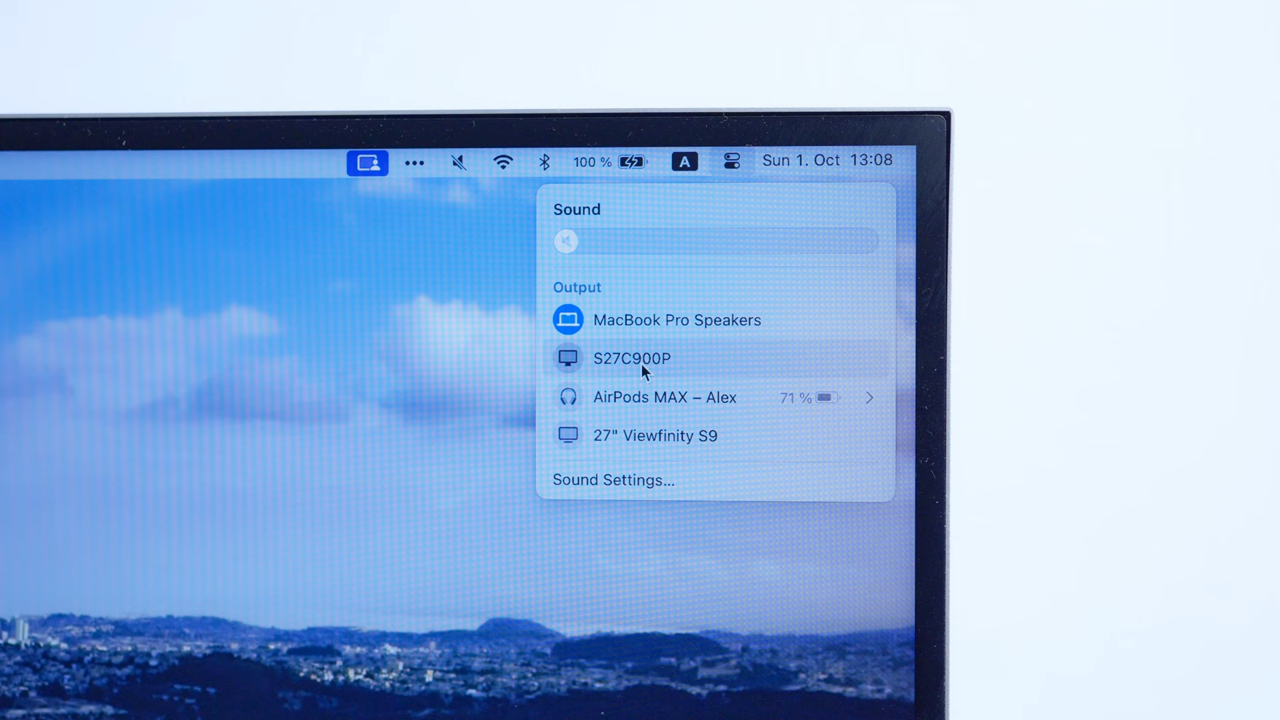 100 % A Sun 1. Oct 13:08
Sound
Output
MacBook Pro Speakers
S27C900P
AirPods MAX – Alex 71 %
27" Viewfinity S9
Sound Settings...